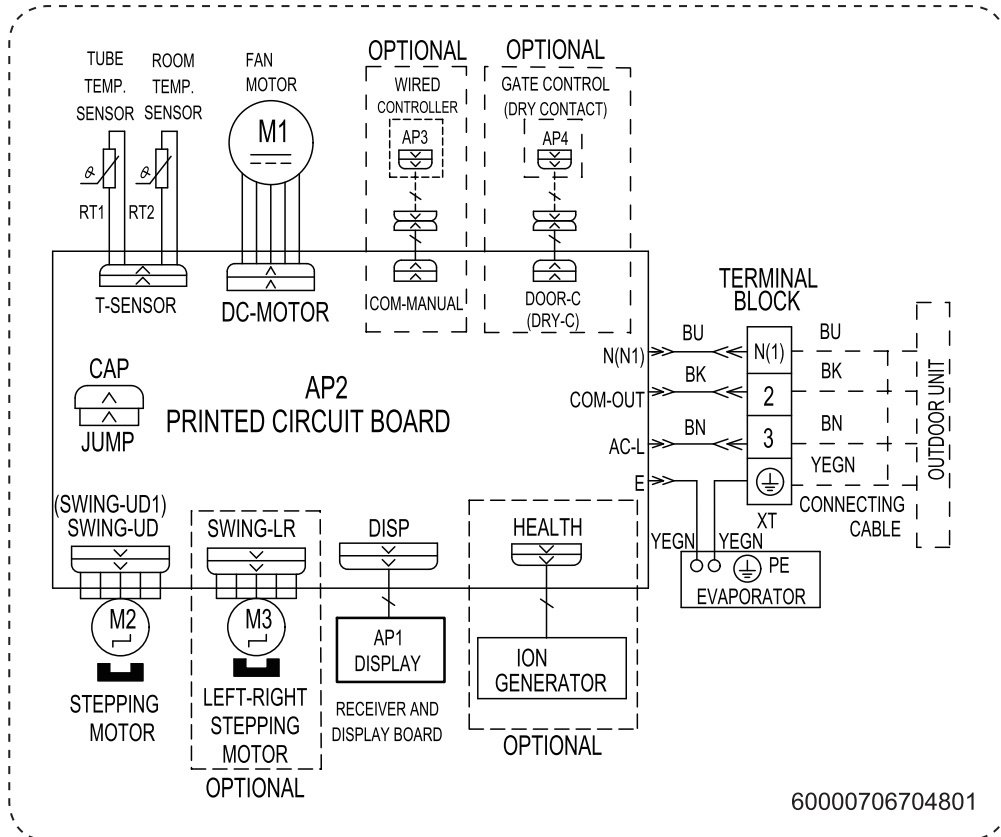 TUBE
TEMP.
SENSOR
ROOM
TEMP.
SENSOR
RT1
RT2
T-SENSOR
FAN
MOTOR
M1
DC-MOTOR
OPTIONAL
WIRED
CONTROLLER
AP3
COM-MANUAL
OPTIONAL
GATE CONTROL
(DRY CONTACT)
AP4
DOOR-C
(DRY-C)
CAP
JUMP
AP2
PRINTED CIRCUIT BOARD
N(N1)
COM-OUT
AC-L
E
BU
BK
BN
TERMINAL
BLOCK
N(1)
2
3
XT
BU
BK
BN
YEGN
CONNECTING
CABLE
OUTDOOR UNIT
YEGN
YEGN
PE
EVAPORATOR
(SWING-UD1)
SWING-UD
M2
STEPPING
MOTOR
SWING-LR
M3
LEFT-RIGHT
STEPPING
MOTOR
OPTIONAL
DISP
AP1
DISPLAY
RECEIVER AND
DISPLAY BOARD
HEALTH
ION
GENERATOR
OPTIONAL
60000706704801